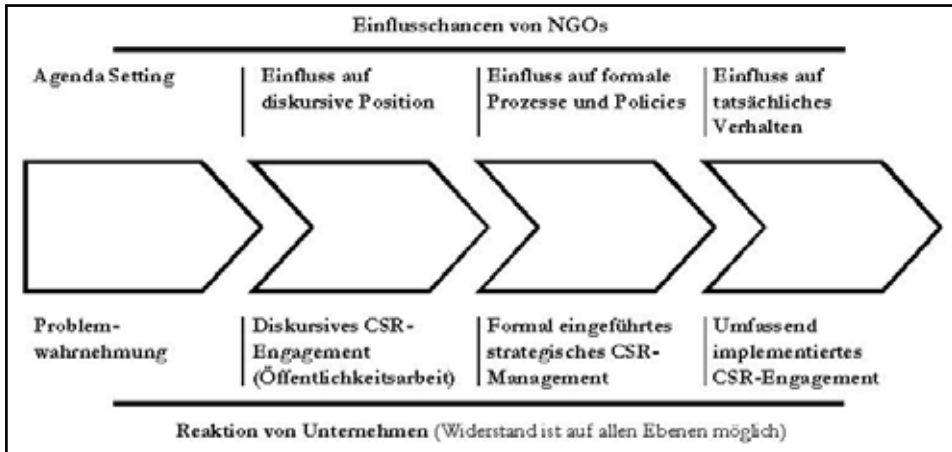 Einflusschancen von NGOs
Agenda Setting
Einfluss auf
diskursive Position
Einfluss auf formale
Prozesse und Policies
Einfluss auf
tatsächliches
Verhalten
Problem-
wahrnehmung
Diskursives CSR-
Engagement
(Öffentlichkeitsarbeit)
Formal eingeführtes
strategisches CSR-
Management
Umfassend
implementiertes
CSR-Engagement
Reaktion von Unternehmen (Widerstand ist auf allen Ebenen möglich)